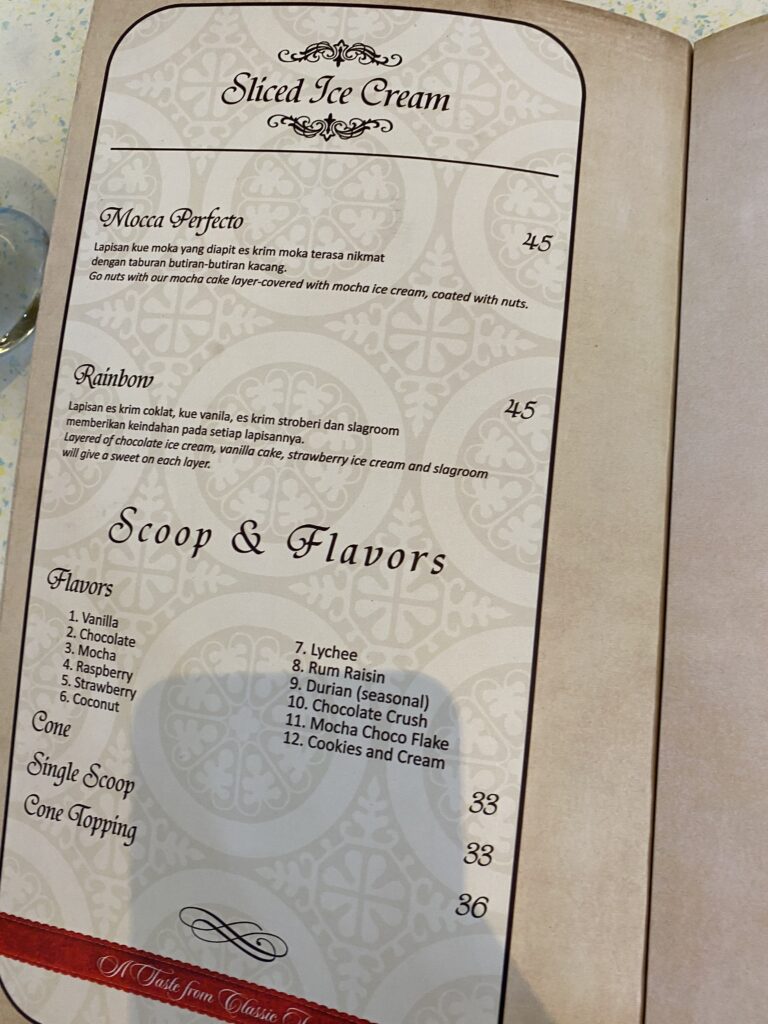 Sliced Ice Cream
Mocca Perfecto 45
Lapisan kue moka yang diapit es krim moka terasa nikmat
dengan taburan butiran-butiran kacang.
Go nuts with our mocha cake layer-covered with mocha ice cream, coated with nuts.
Rainbow 45
Lapisan es krim coklat, kue vanila, es krim stroberi dan slagroom
memberikan keindahan pada setiap lapisannya.
Layered of chocolate ice cream, vanilla cake, strawberry ice cream and slagroom
will give a sweet on each layer.
Scoop & Flavors
Flavors
1. Vanilla
2. Chocolate
3. Mocha
4. Raspberry
5. Strawberry
6. Coconut
7. Lychee
8. Rum Raisin
9. Durian (seasonal)
10. Chocolate Crush
11. Mocha Choco Flake
12. Cookies and Cream
Cone 33
Single Scoop 33
Cone Topping 36
A Taste from Classic